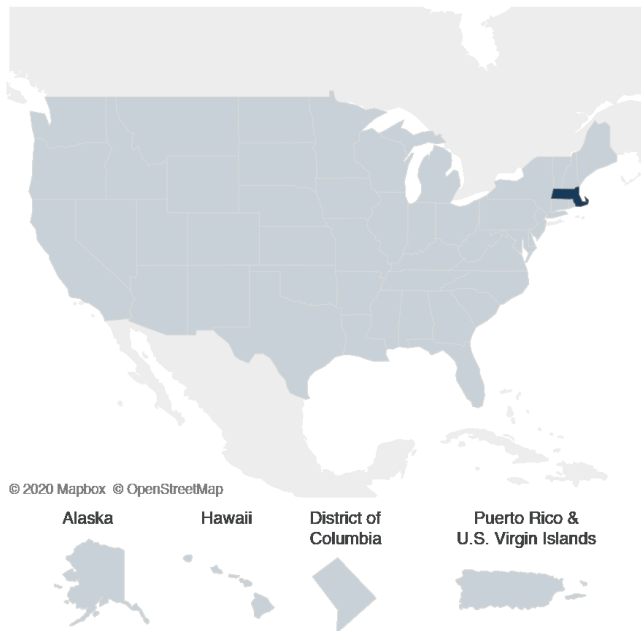 © 2020 Mapbox © OpenStreetMap
Alaska
Hawaii
District of
Columbia
Puerto Rico &
U.S. Virgin Islands